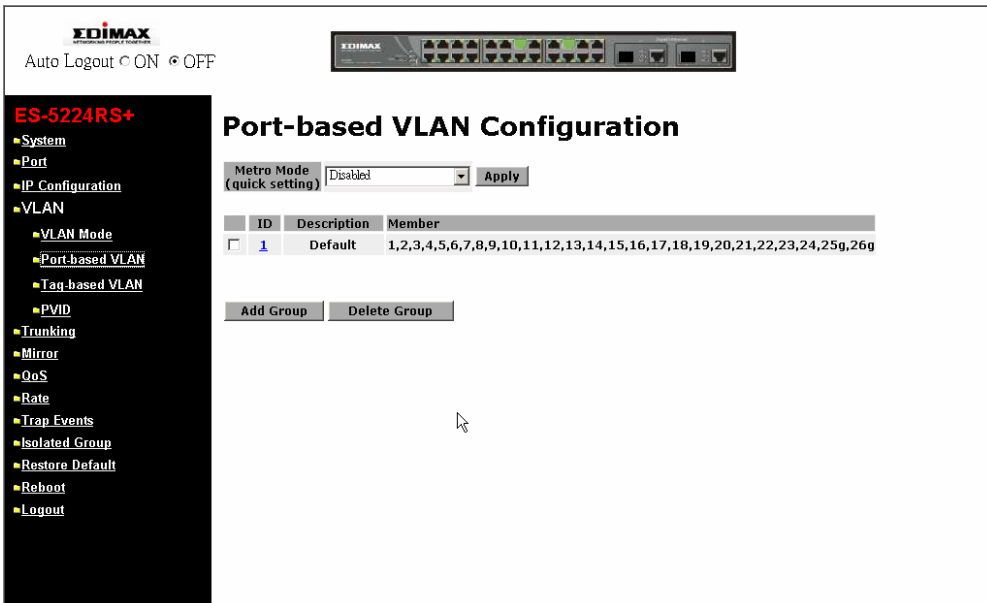 EDIMAX
NETWORKING PEOPLE TOGETHER
Auto Logout ON OFF
EDIMAX
ES-5224RS+
System
Port
IP Configuration
VLAN
VLAN Mode
Port-based VLAN
Tag-based VLAN
PVID
Trunking
Mirror
QoS
Rate
Trap Events
Isolated Group
Restore Default
Reboot
Logout
Port-based VLAN Configuration
Metro Mode
(quick setting)
Disabled
Apply
ID Description Member
1 Default 1,2,3,4,5,6,7,8,9,10,11,12,13,14,15,16,17,18,19,20,21,22,23,24,25g,26g
Add Group Delete Group